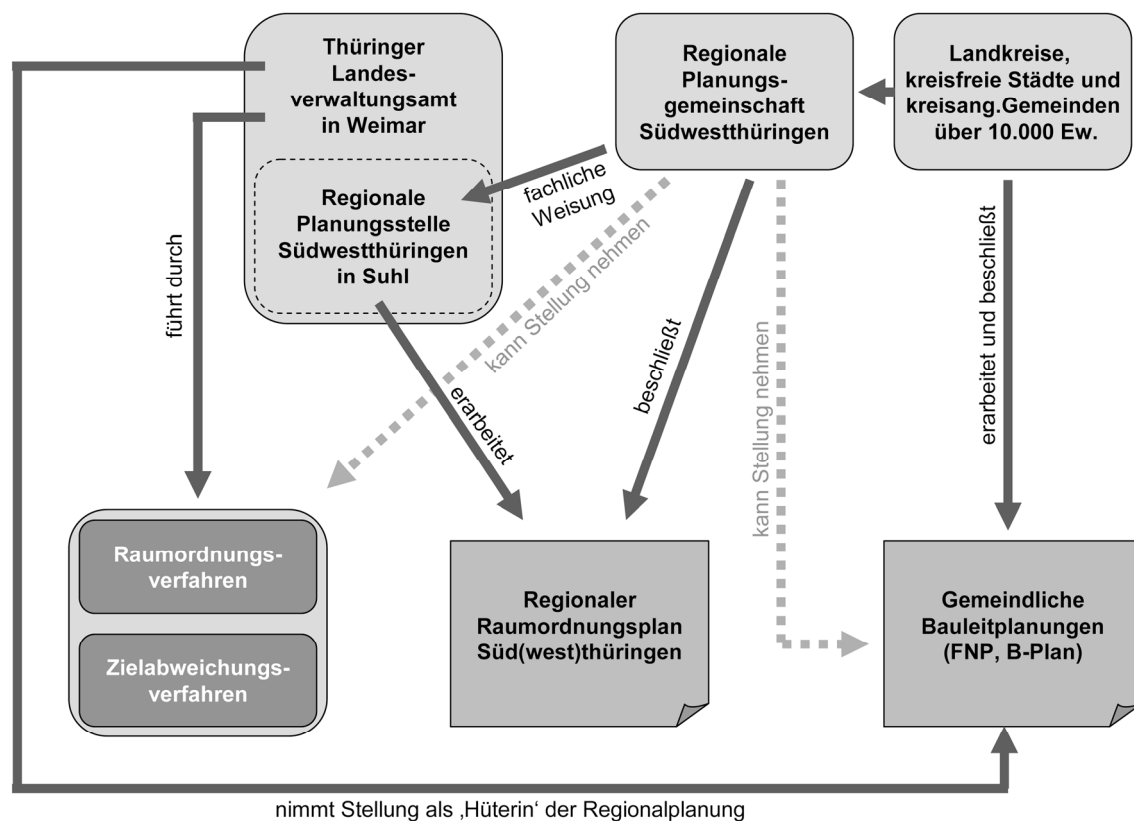 Thüringer
Landes-
verwaltungsamt
in Weimar
Regionale
Planungsstelle
Südwestthüringen
in Suhl
Regionale
Planungs-
gemeinschaft
Südwestthüringen
Landkreise,
kreisfreie Städte und
kreisang.Gemeinden
über 10.000 Ew.
fachliche
Weisung
führt durch
kann Stellung nehmen
erarbeitet
beschließt
kann Stellung nehmen
erarbeitet und beschließt
Raumordnungs-
verfahren
Zielabweichungs-
verfahren
Regionaler
Raumordnungsplan
Süd(west)thüringen
Gemeindliche
Bauleitplanungen
(FNP, B-Plan)
nimmt Stellung als ‚Hüterin‘ der Regionalplanung